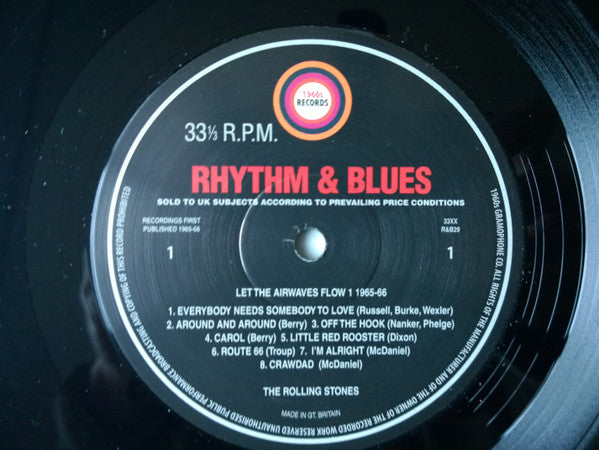 1960s
RECORDS
33⅓ R.P.M.
RHYTHM & BLUES
SOLD TO UK SUBJECTS ACCORDING TO PREVAILING PRICE CONDITIONS
RECORDINGS FIRST
PUBLISHED 1965-66
33XX
R&B29
1
1
LET THE AIRWAVES FLOW 1 1965-66
1. EVERYBODY NEEDS SOMEBODY TO LOVE (Russell, Burke, Wexler)
2. AROUND AND AROUND (Berry) 3. OFF THE HOOK (Nanker, Phelge)
4. CAROL (Berry) 5. LITTLE RED ROOSTER (Dixon)
6. ROUTE 66 (Troup) 7. I'M ALRIGHT (McDaniel)
8. CRAWDAD (McDaniel)
THE ROLLING STONES
MADE IN GT. BRITAIN
1960s GRAMOPHONE CO. ALL RIGHTS OF THE MANUFACTURER AND OF THE OWNER OF THE RECORDED WORK RESERVED UNAUTHORISED PUBLIC PERFORMANCE BROADCASTING AND COPYING OF THIS RECORD PROHIBITED